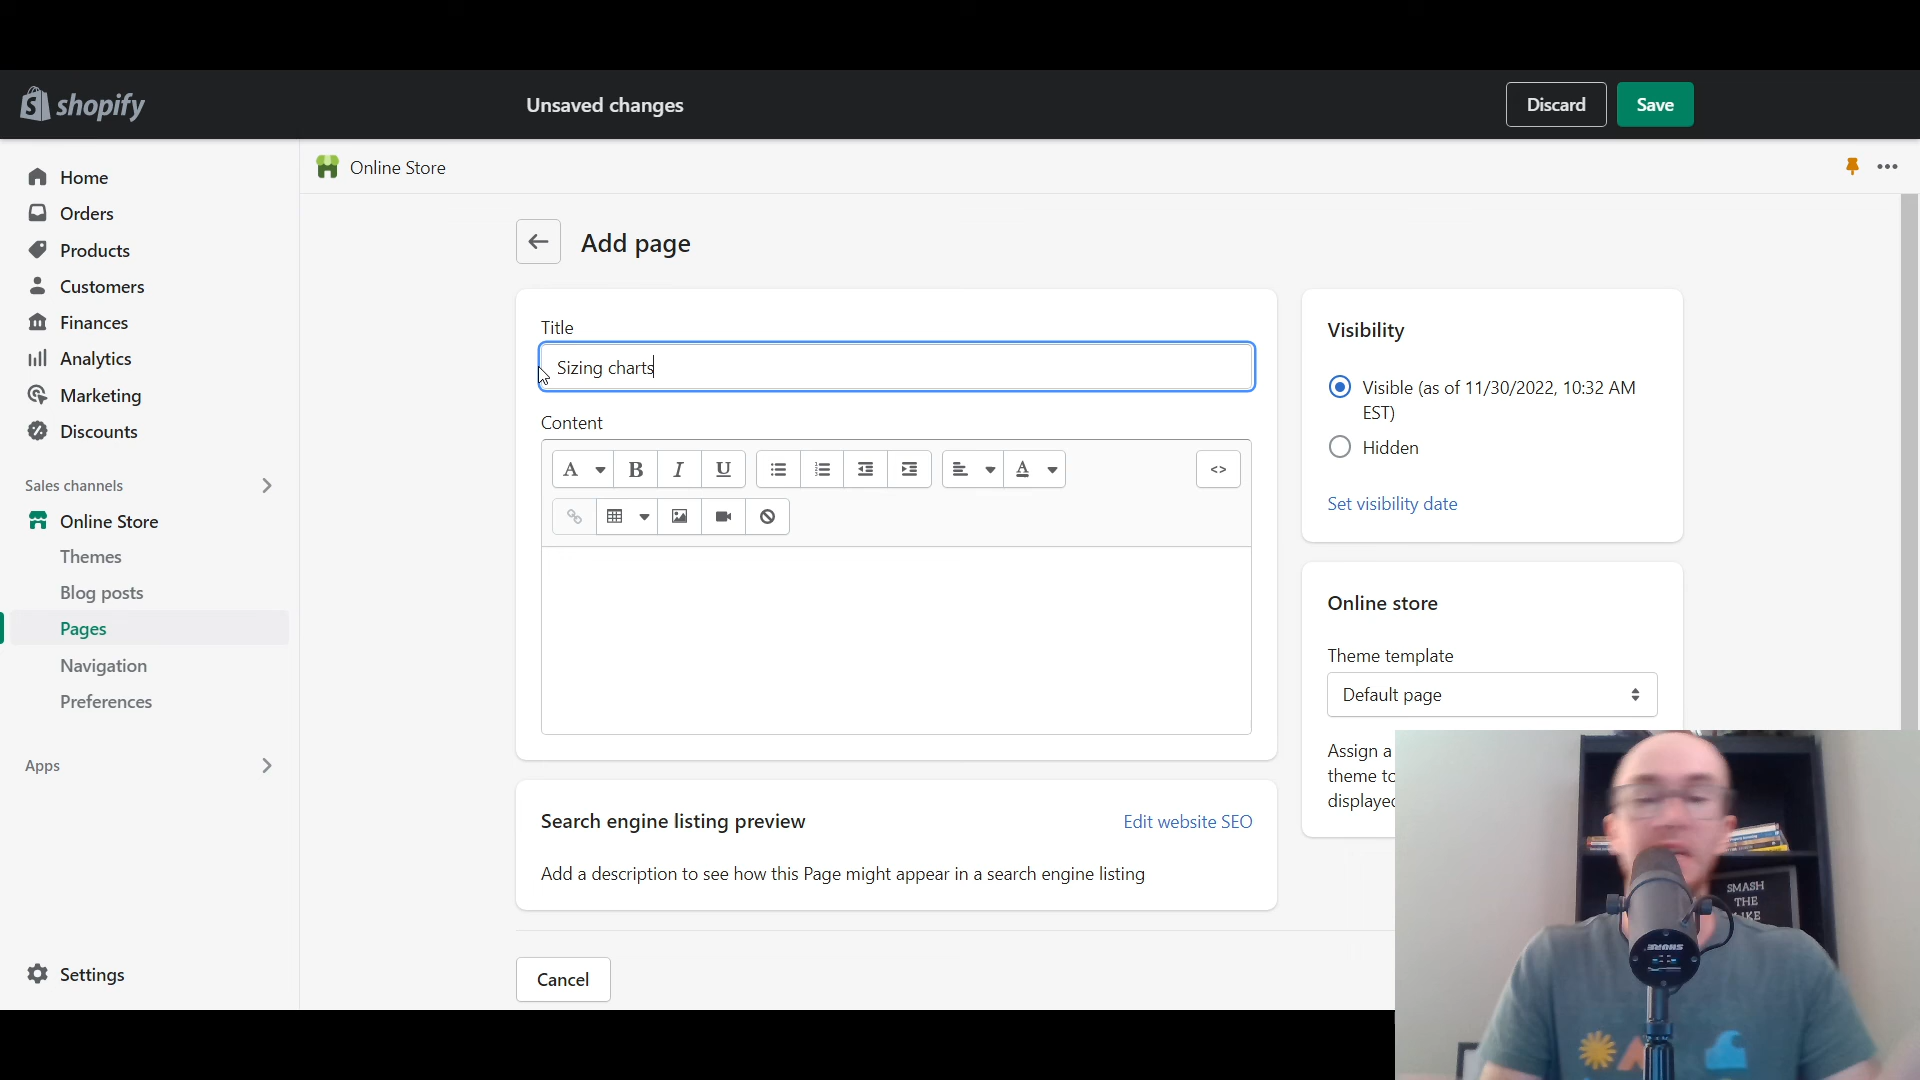 shopify
Unsaved changes
Discard
Save
Home
Orders
Products
Customers
Finances
Analytics
Marketing
Discounts
Sales channels
Online Store
Themes
Blog posts
Pages
Navigation
Preferences
Apps
Settings
Online Store
Add page
Title
Sizing charts
Content
A
B
I
U
A
<>
Search engine listing preview
Edit website SEO
Add a description to see how this Page might appear in a search engine listing
Cancel
Visibility
Visible (as of 11/30/2022, 10:32 AM
EST)
Hidden
Set visibility date
Online store
Theme template
Default page
Assign a
theme
displayed
SMASH
THE
SHURE